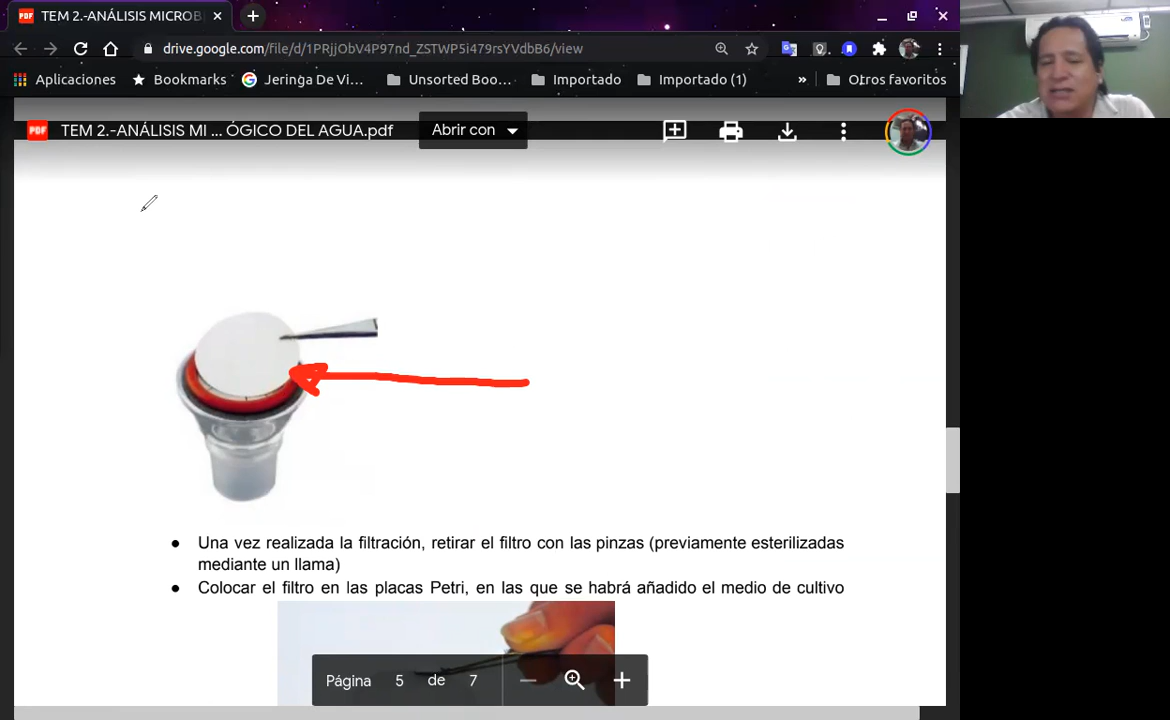 PDF TEM 2.-ANÁLISIS MICROB
drive.google.com/file/d/1PRjjObV4P97nd_ZSTWP5i479rsYVdbB6/view
Aplicaciones Bookmarks Jeringa De Vi... Unsorted Boo... Importado Importado (1) » Otros favoritos
PDF TEM 2.-ANÁLISIS MI ... ÓGICO DEL AGUA.pdf Abrir con
● Una vez realizada la filtración, retirar el filtro con las pinzas (previamente esterilizadas
mediante un llama)
● Colocar el filtro en las placas Petri, en las que se habrá añadido el medio de cultivo
Página 5 de 7